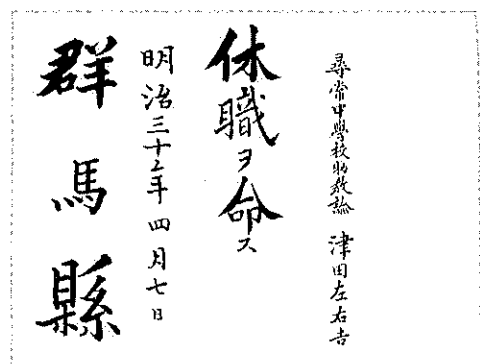 尋常中學校助教諭 津田左右吉
休職ヲ命ス
明治三十二年四月七日
群馬縣